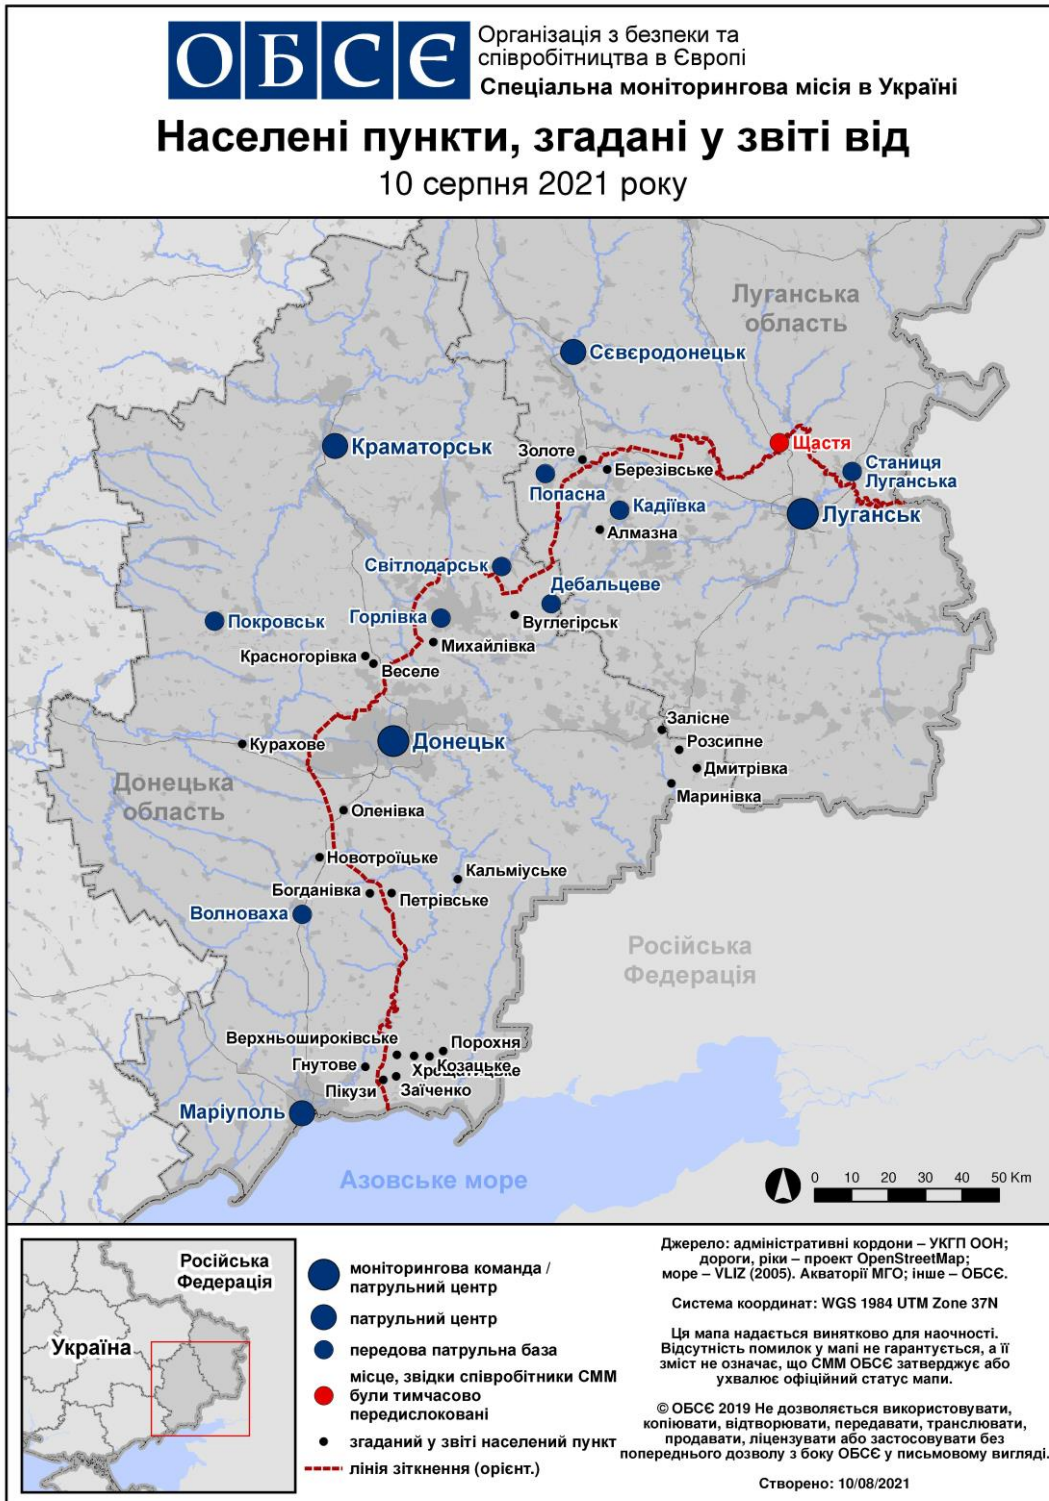 ОБСЄ
Організація з безпеки та
співробітництва в Європі
Спеціальна моніторингова місія в Україні
Населені пункти, згадані у звіті від
10 серпня 2021 року
Луганська
область
Сєвєродонецьк
Краматорськ
Щастя
Золоте
Березівське
Станиця
Луганська
Попасна
Кадіївка
Луганськ
Алмазна
Світлодарськ
Дебальцеве
Горлівка
Вуглегірськ
Покровськ
Михайлівка
Красногорівка
Веселе
Залісне
Донецьк
Розсипне
Курахове
Дмитрівка
Донецька
область
Маринівка
Оленівка
Новотроїцьке
Кальміуське
Богданівка
Петрівське
Волноваха
Російська
Федерація
Верхньошироківське
Порохня
Гнутове
Козацьке
Пікузи
Заїченко
Маріуполь
Азовське море
0 10 20 30 40 50 Km
Російська
Федерація
Україна
моніторингова команда /
патрульний центр
патрульний центр
передова патрульна база
місце, звідки співробітники СММ
були тимчасово
передислоковані
згаданий у звіті населений пункт
лінія зіткнення (орієнт.)
Джерело: адміністративні кордони – УКГП ООН;
дороги, ріки – проект OpenStreetMap;
море – VLIZ (2005). Акваторії МГО; інше – ОБСЄ.
Система координат: WGS 1984 UTM Zone 37N
Ця мапа надається винятково для наочності.
Відсутність помилок у мапі не гарантується, а її
зміст не означає, що СММ ОБСЄ затверджує або
ухвалює офіційний статус мапи.
© ОБСЄ 2019 Не дозволяється використовувати,
копіювати, відтворювати, передавати, транслювати,
продавати, ліцензувати або застосовувати без
попереднього дозволу з боку ОБСЄ у письмовому вигляді.
Створено: 10/08/2021